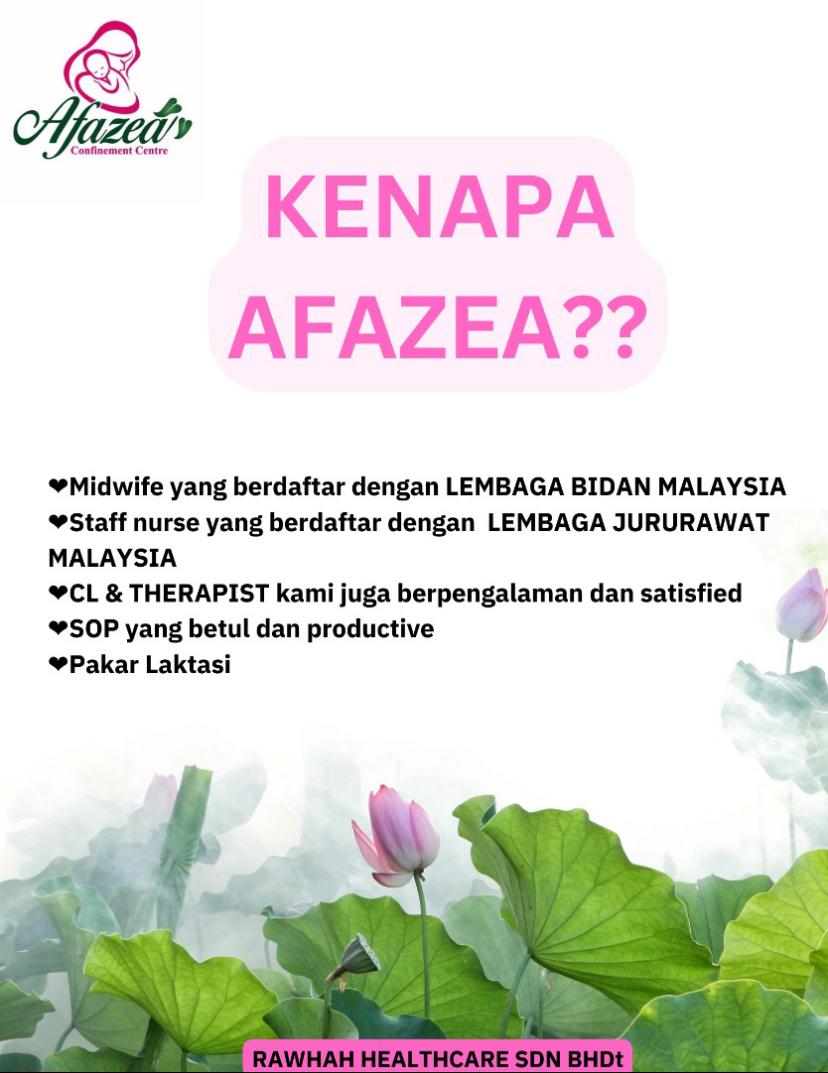 Afazea
Confinement Centre
KENAPA
AFAZEA??
❤Midwife yang berdaftar dengan LEMBAGA BIDAN MALAYSIA
❤Staff nurse yang berdaftar dengan LEMBAGA JURURAWAT
MALAYSIA
❤CL & THERAPIST kami juga berpengalaman dan satisfied
❤SOP yang betul dan productive
❤Pakar Laktasi
RAWHAH HEALTHCARE SDN BHDt